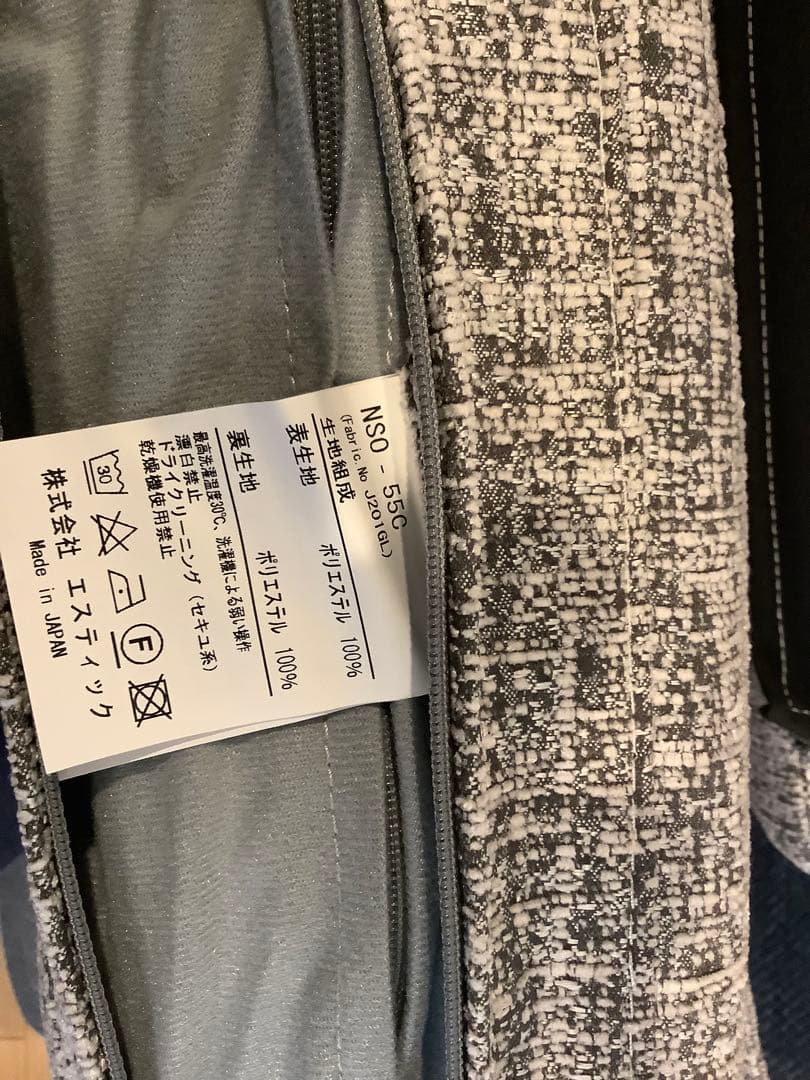 NSO - 55C
(Fabric.No J201GL)
生地組成
表生地 ポリエステル 100%
裏生地 ポリエステル 100%
最高洗濯温度30℃、洗濯機による弱い操作
漂白禁止
ドライクリーニング(セキユ系)
乾燥機使用禁止
30
F
株式会社 エスティック
Made in JAPAN